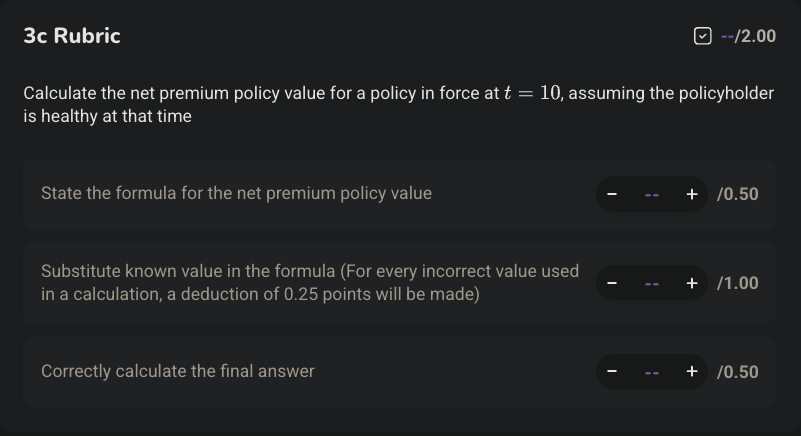 3c Rubric
--/2.00
Calculate the net premium policy value for a policy in force at t = 10, assuming the policyholder
is healthy at that time
State the formula for the net premium policy value
− -- + /0.50
Substitute known value in the formula (For every incorrect value used
in a calculation, a deduction of 0.25 points will be made)
− -- + /1.00
Correctly calculate the final answer
− -- + /0.50